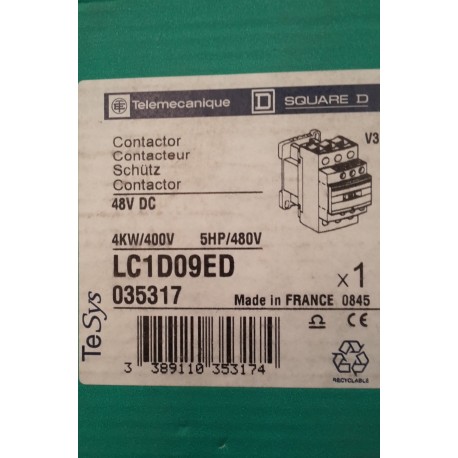 Telemecanique SQUARE D
Contactor
Contacteur
Schütz
Contactor
48V DC
V3
4KW/400V 5HP/480V
LC1D09ED
035317
x1
Made in FRANCE 0845
TeSys
3 389110 353174
RECYCLABLE